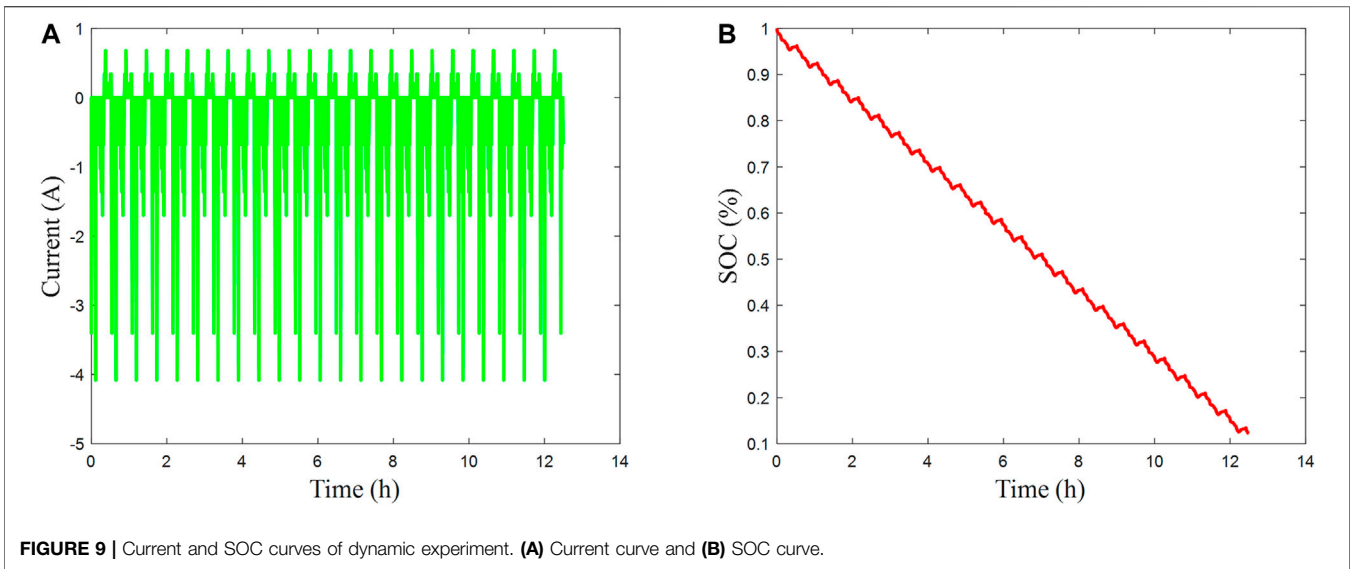 A
1
0
-1
-2
-3
-4
-5
Current (A)
0 2 4 6 8 10 12 14
Time (h)
B
1
0.9
0.8
0.7
0.6
0.5
0.4
0.3
0.2
0.1
SOC (%)
0 2 4 6 8 10 12 14
Time (h)
FIGURE 9 | Current and SOC curves of dynamic experiment. (A) Current curve and (B) SOC curve.